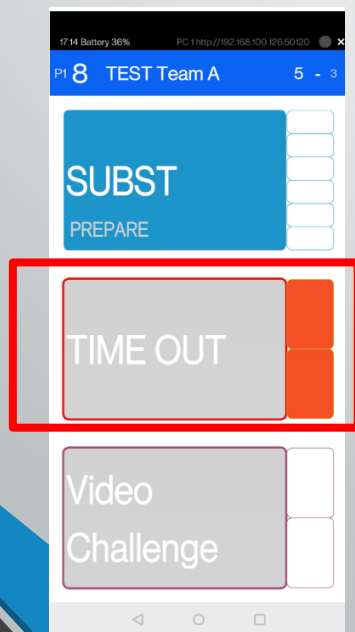 17.14 Battery 36% PC 1 http://192.168.100.126:50120 ✕
P1 8 TEST Team A 5 - 3
SUBST
PREPARE
TIME OUT
Video
Challenge